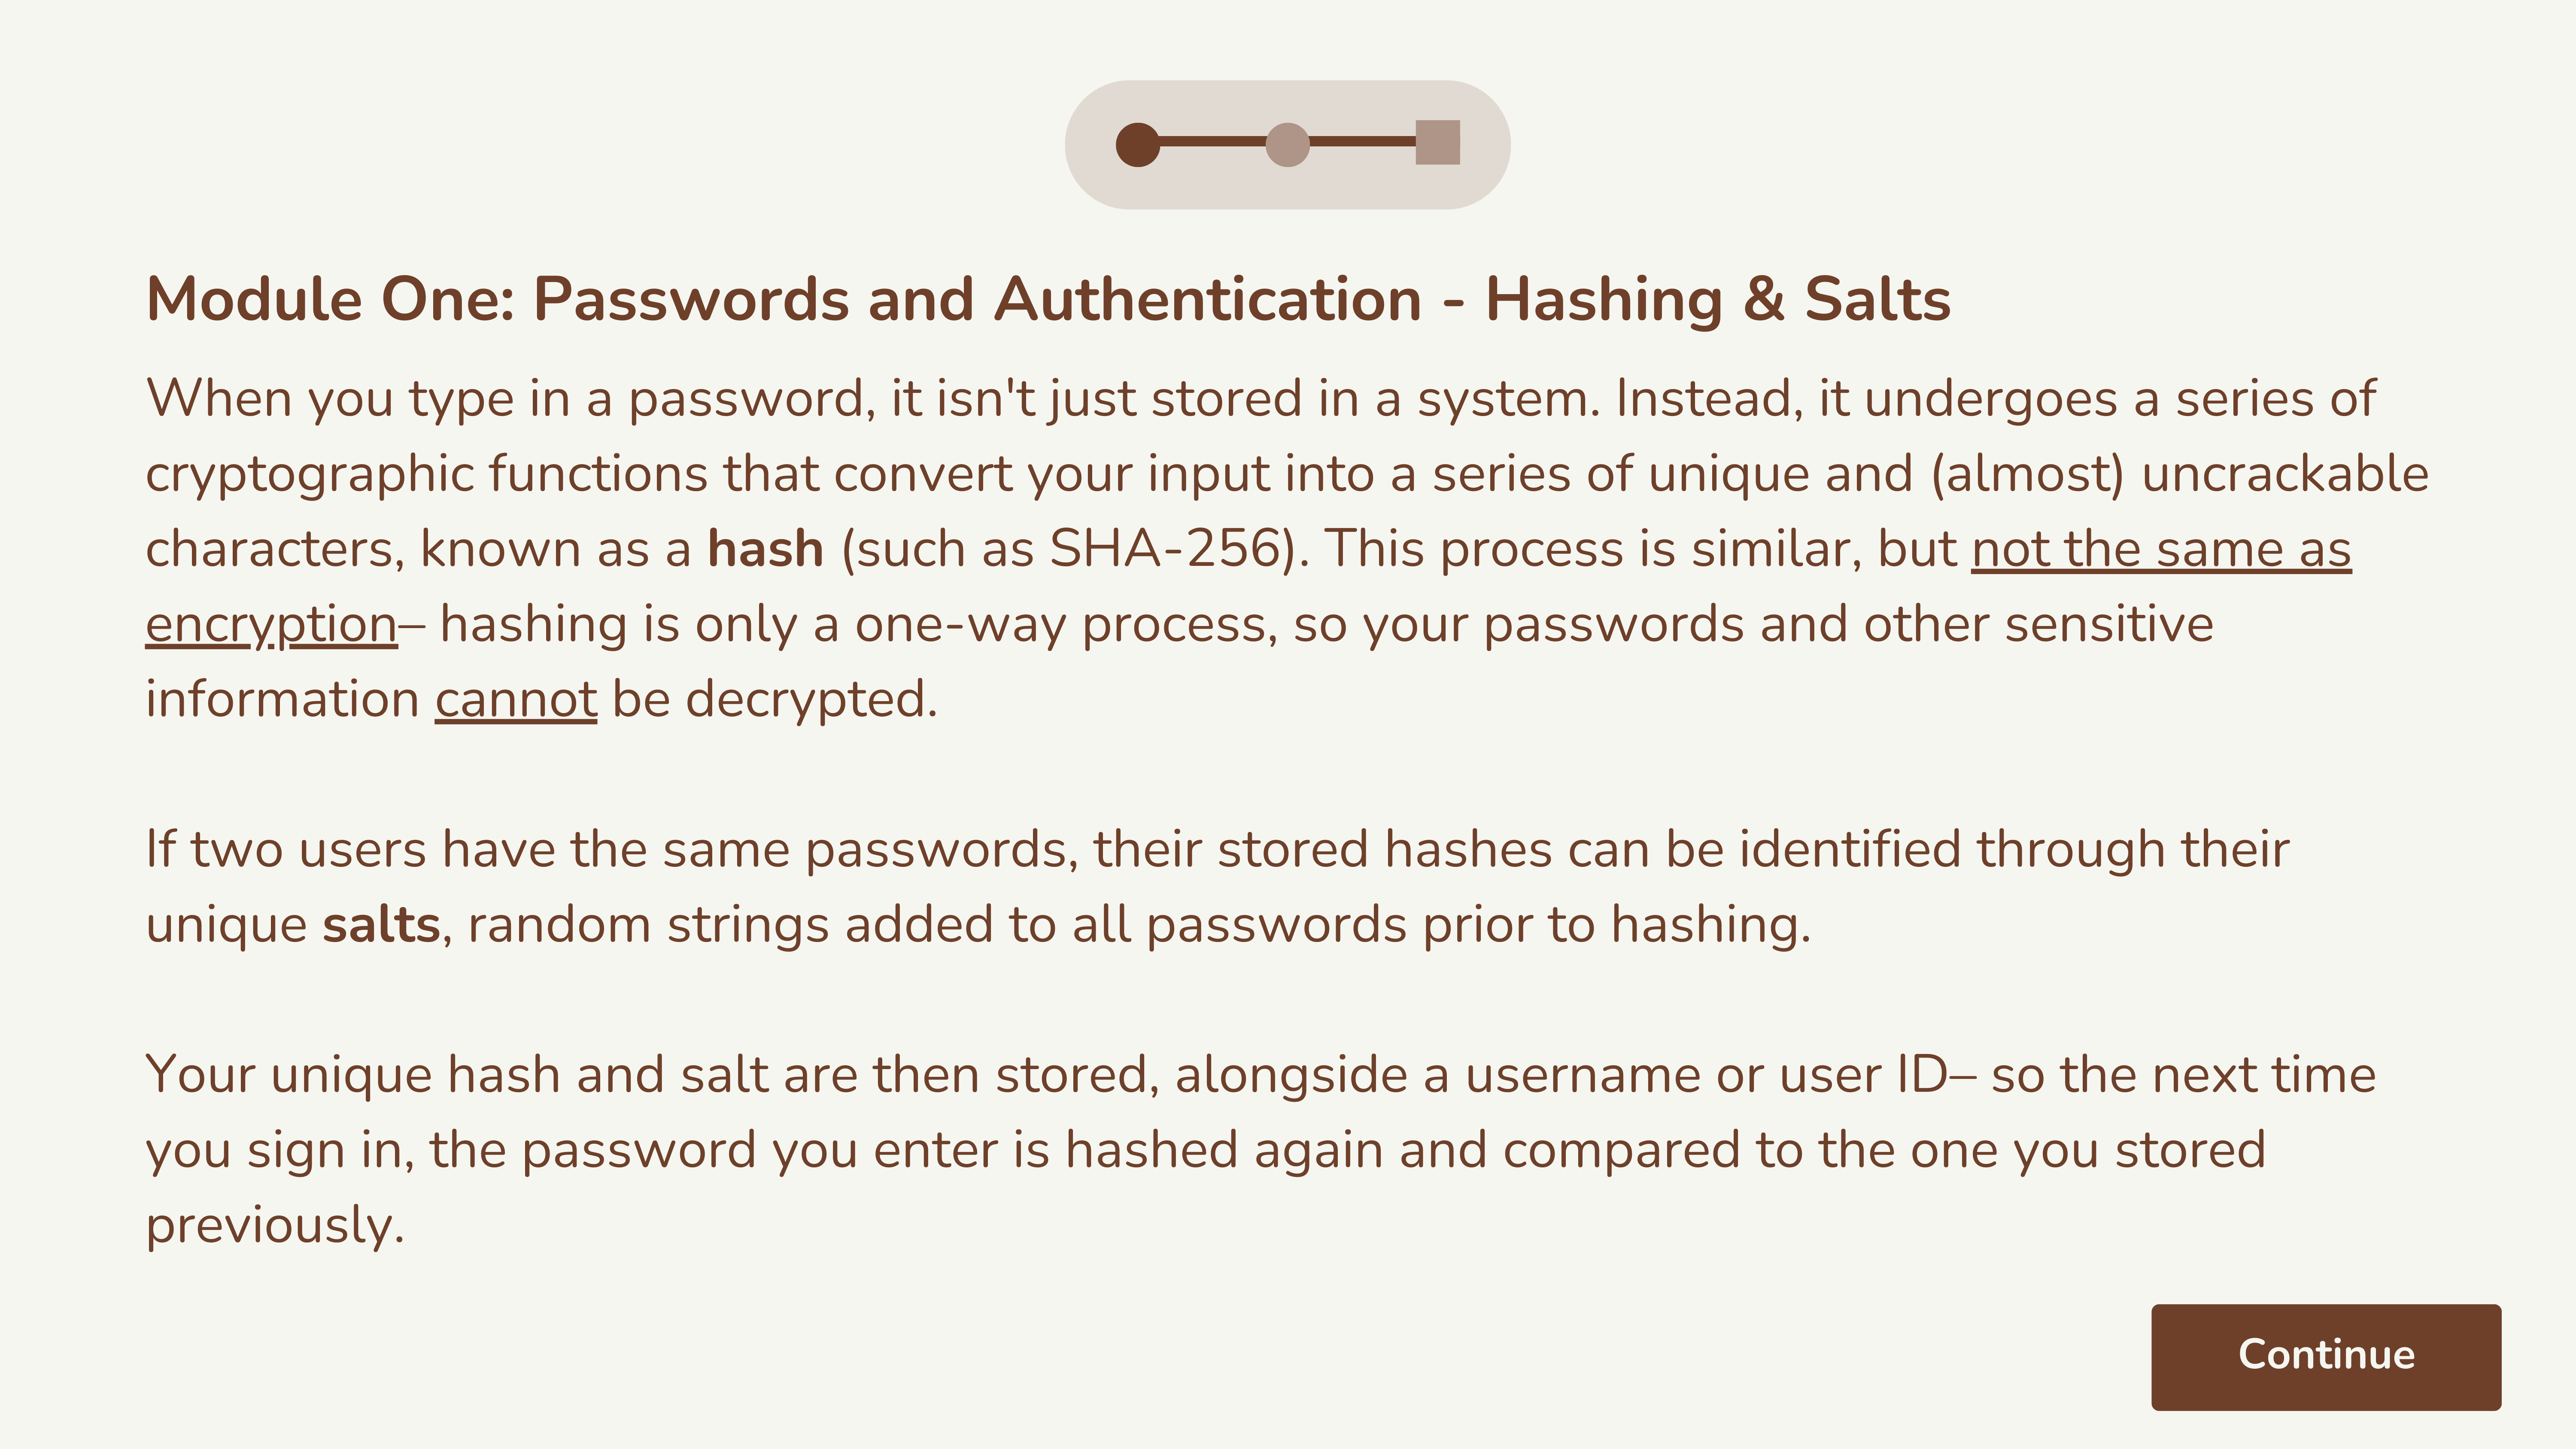 Module One: Passwords and Authentication - Hashing & Salts
When you type in a password, it isn't just stored in a system. Instead, it undergoes a series of
cryptographic functions that convert your input into a series of unique and (almost) uncrackable
characters, known as a hash (such as SHA-256). This process is similar, but not the same as
encryption– hashing is only a one-way process, so your passwords and other sensitive
information cannot be decrypted.
If two users have the same passwords, their stored hashes can be identified through their
unique salts, random strings added to all passwords prior to hashing.
Your unique hash and salt are then stored, alongside a username or user ID– so the next time
you sign in, the password you enter is hashed again and compared to the one you stored
previously.
Continue